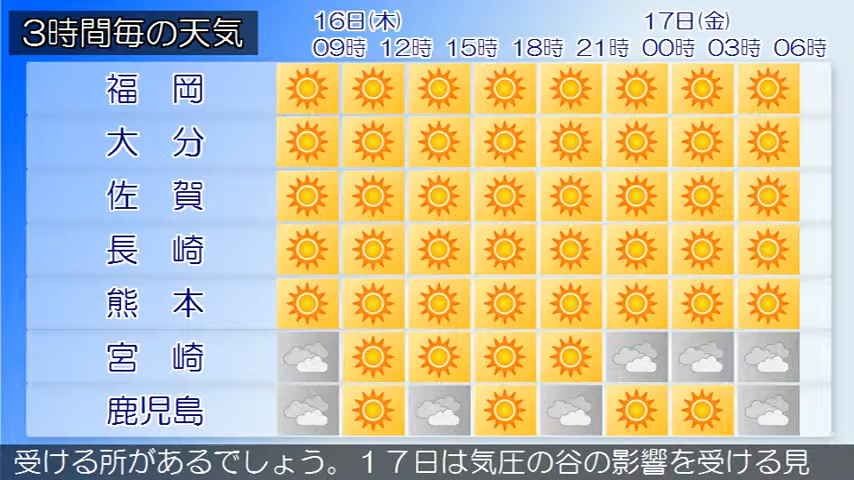 3時間毎の天気
16日(木) 17日(金)
09時 12時 15時 18時 21時 00時 03時 06時
福岡
大分
佐賀
長崎
熊本
宮崎
鹿児島
受ける所があるでしょう。１７日は気圧の谷の影響を受ける見